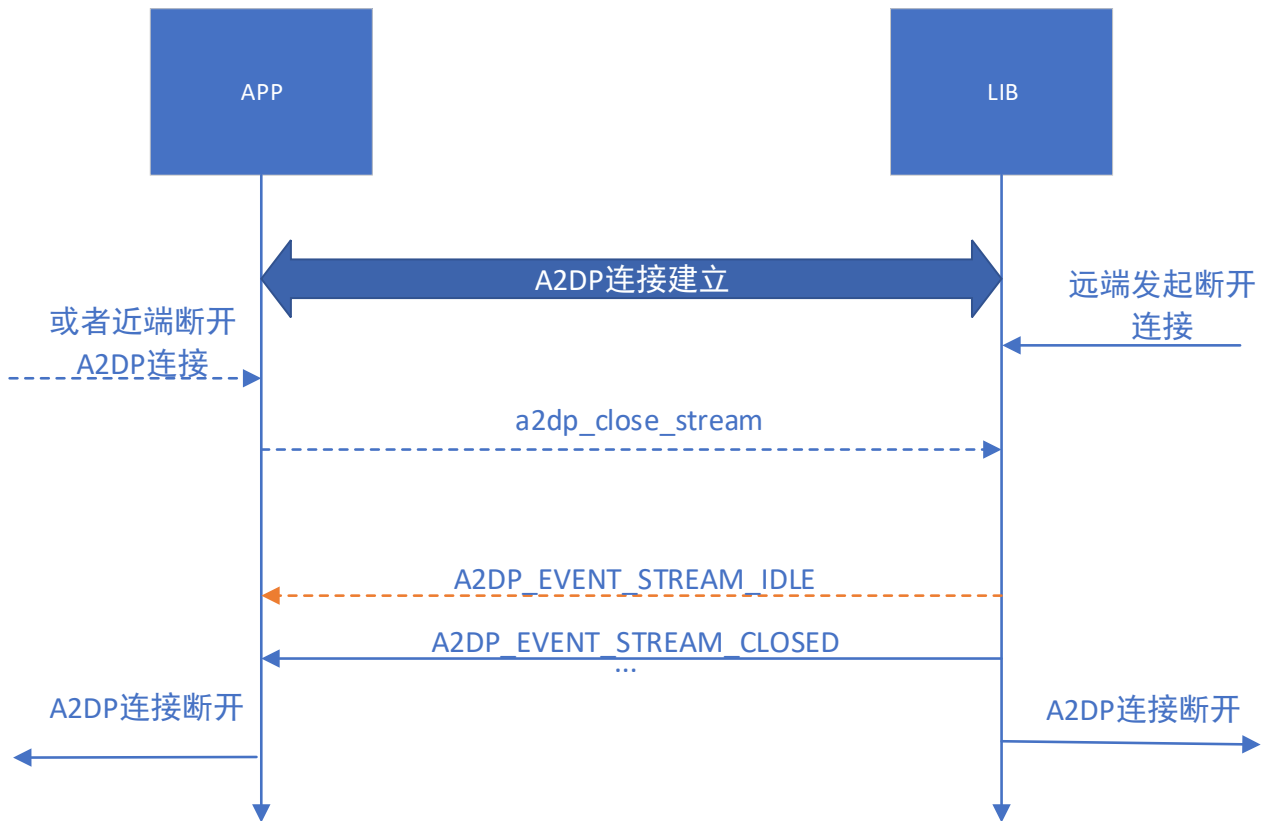 APP
LIB
A2DP连接建立
远端发起断开
连接
或者近端断开
A2DP连接
a2dp_close_stream
A2DP_EVENT_STREAM_IDLE
A2DP_EVENT_STREAM_CLOSED
...
A2DP连接断开
A2DP连接断开